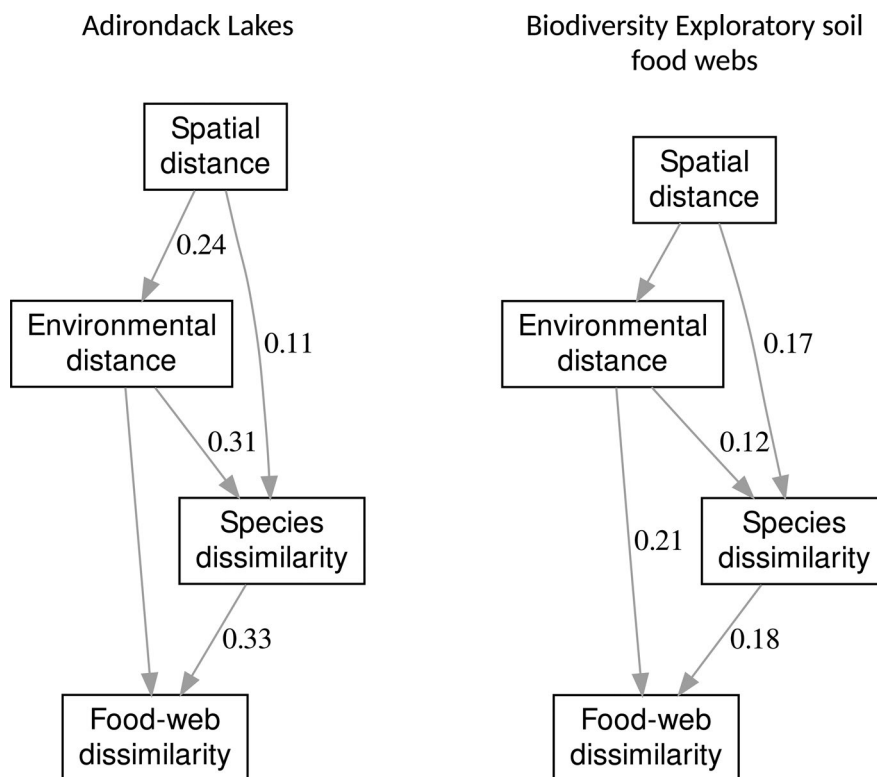 Adirondack Lakes
Spatial
distance
0.24
0.11
Environmental
distance
0.31
Species
dissimilarity
0.33
Food-web
dissimilarity
Biodiversity Exploratory soil
food webs
Spatial
distance
0.17
Environmental
distance
0.12
0.21
Species
dissimilarity
0.18
Food-web
dissimilarity